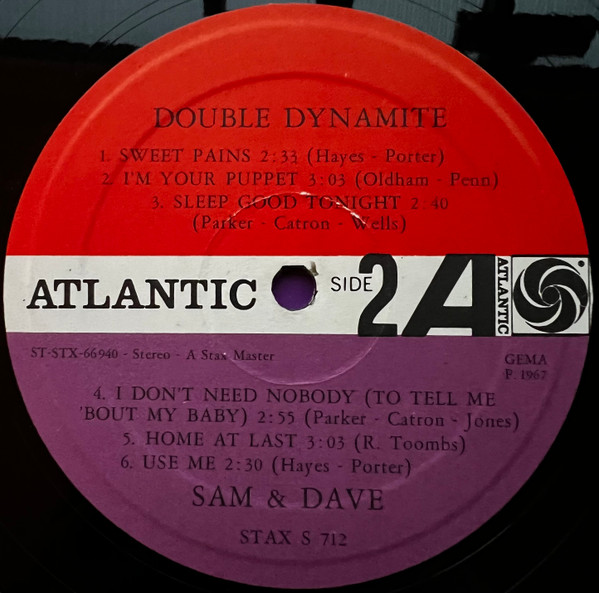 DOUBLE DYNAMITE
1. SWEET PAINS 2:33 (Hayes - Porter)
2. I'M YOUR PUPPET 3:03 (Oldham - Penn)
3. SLEEP GOOD TONIGHT 2:40
(Parker - Catron - Wells)
ATLANTIC
SIDE 2
A
ATLANTIC
ST-STX-66940 - Stereo - A Stax Master
GEMA
P. 1967
4. I DON'T NEED NOBODY (TO TELL ME
'BOUT MY BABY) 2:55 (Parker - Catron - Jones)
5. HOME AT LAST 3:03 (R. Toombs)
6. USE ME 2:30 (Hayes - Porter)
SAM & DAVE
STAX S 712